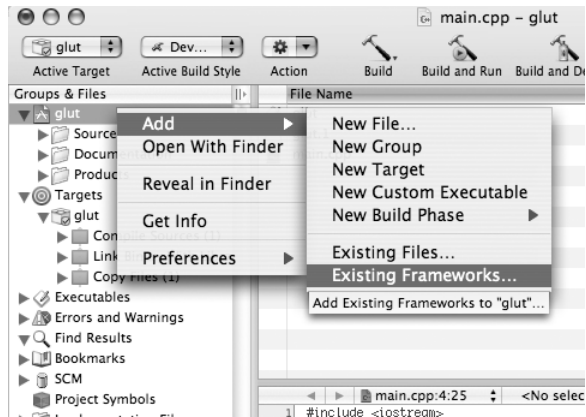 main.cpp – glut
glut
Dev...
Active Target
Active Build Style
Action
Build
Build and Run
Groups & Files
File Name
glut
Source
Products
Targets
glut
Copy Files (1)
Executables
Errors and Warnings
Find Results
Bookmarks
SCM
Project Symbols
Add
Open With Finder
Reveal in Finder
Get Info
Preferences
New File...
New Group
New Target
New Custom Executable
New Build Phase
Existing Files...
Existing Frameworks...
Add Existing Frameworks to "glut"...
main.cpp:4:25
<No selec
1 #include <iostream>